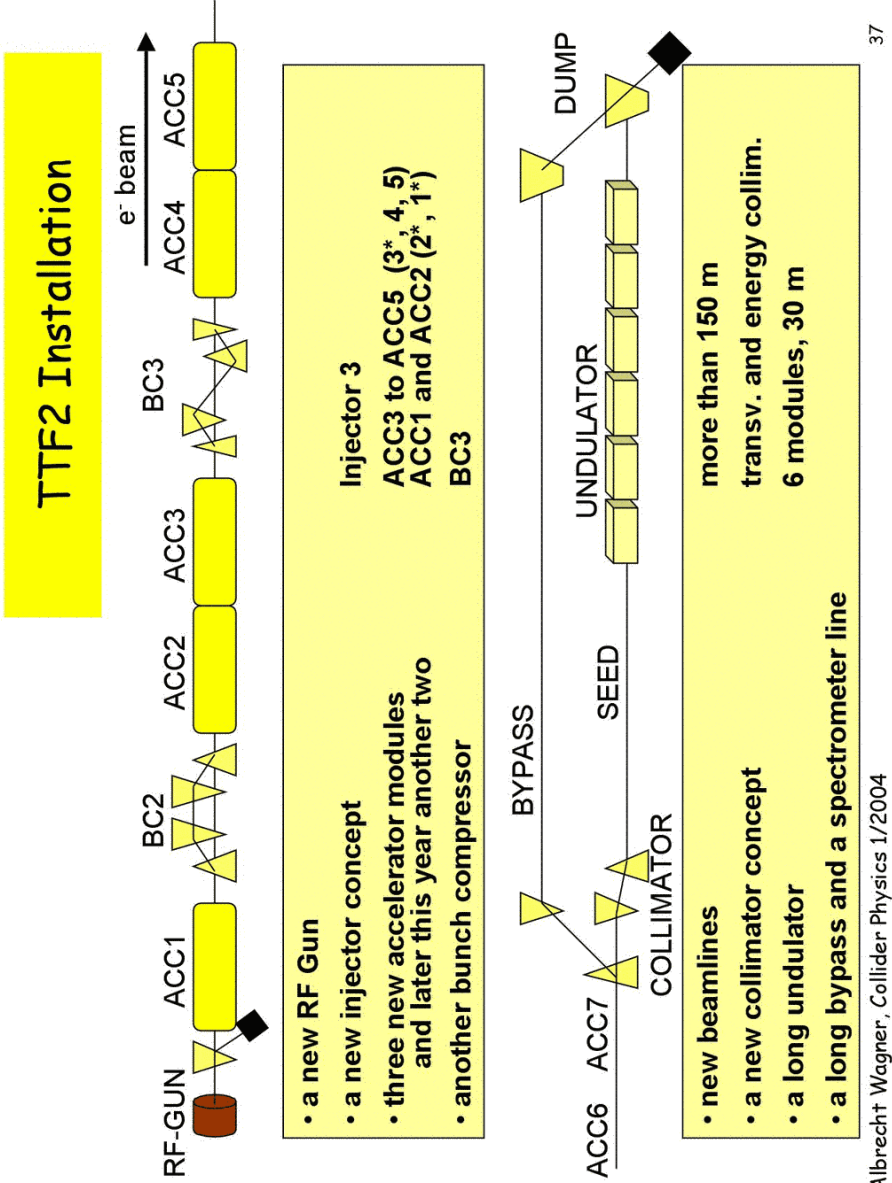 TTF2 Installation
e⁻ beam
RF-GUN ACC1 BC2 ACC2 ACC3 BC3 ACC4 ACC5
• a new RF Gun
• a new injector concept Injector 3
• three new accelerator modules ACC3 to ACC5 (3*, 4, 5)
and later this year another two ACC1 and ACC2 (2*, 1*)
• another bunch compressor BC3
BYPASS
DUMP
ACC6 ACC7 SEED UNDULATOR
COLLIMATOR
• new beamlines more than 150 m
• a new collimator concept transv. and energy collim.
• a long undulator 6 modules, 30 m
• a long bypass and a spectrometer line
Albrecht Wagner, Collider Physics 1/2004 37